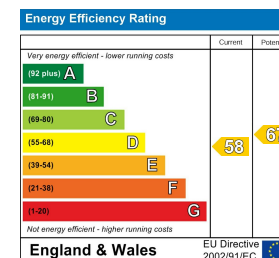 Energy Efficiency Rating
Current
Very energy efficient - lower running costs
(92 plus) A
(81-91) B
(69-80) C
(55-68) D
58
(39-54) E
(21-38) F
(1-20) G
Not energy efficient - higher running costs
England & Wales
EU Directive
2002/91/EC